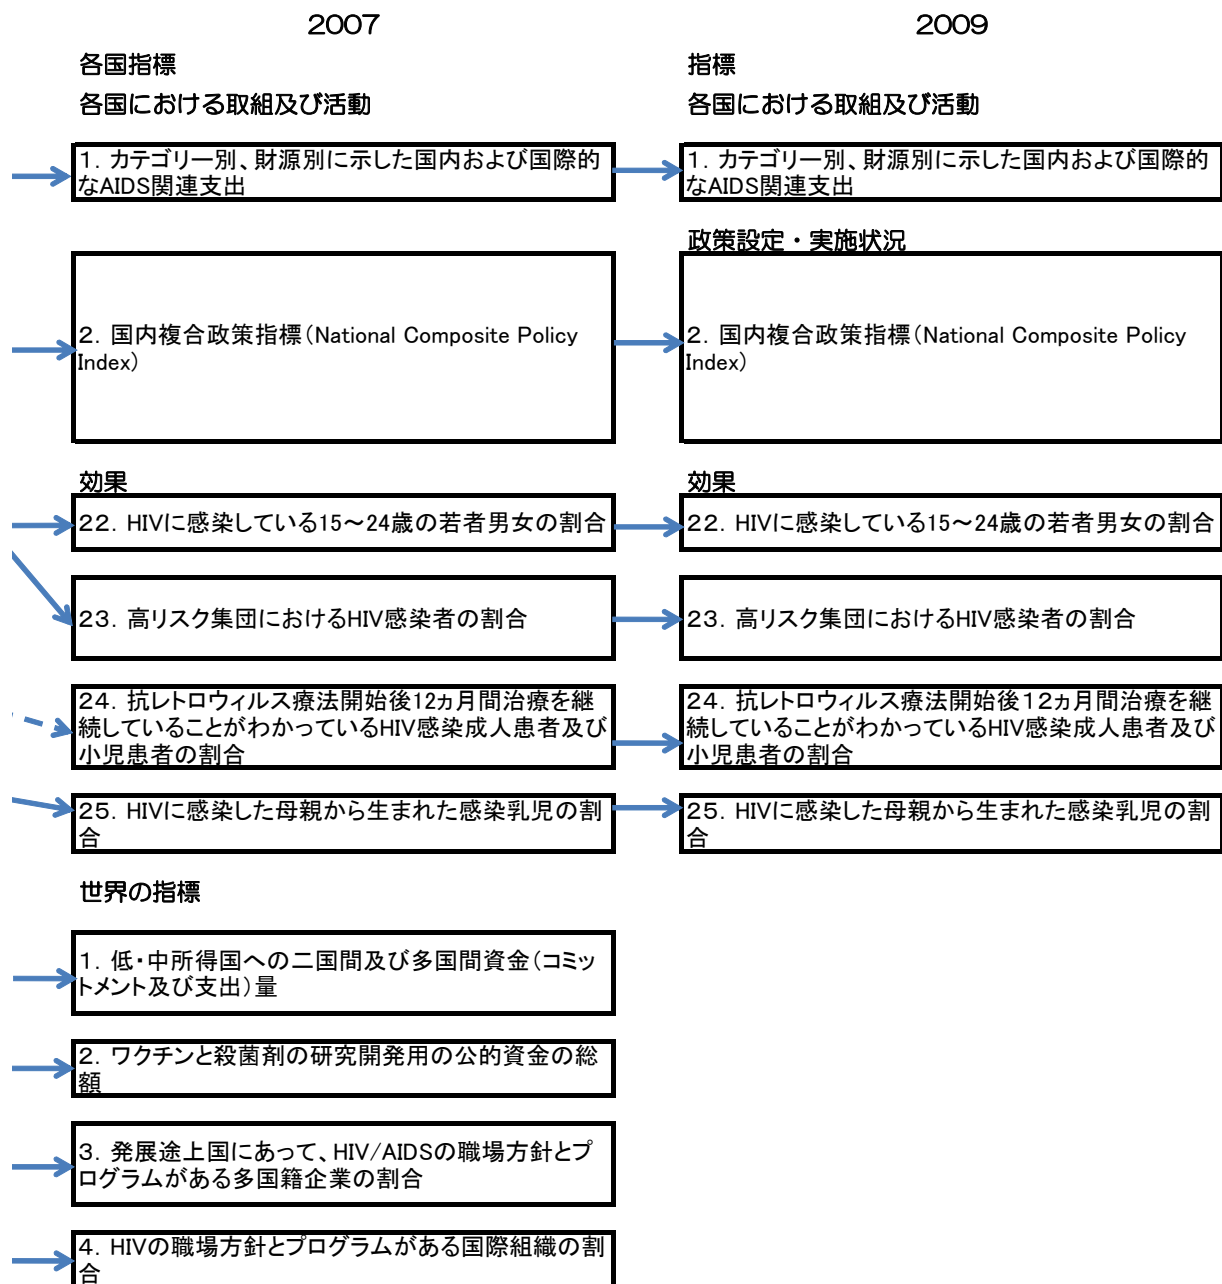 2007
各国指標
各国における取組及び活動
1．カテゴリー別、財源別に示した国内および国際的
なAIDS関連支出
2．国内複合政策指標（National Composite Policy
Index）
効果
22．HIVに感染している15～24歳の若者男女の割合
23．高リスク集団におけるHIV感染者の割合
24．抗レトロウィルス療法開始後12ヵ月間治療を継
続していることがわかっているHIV感染成人患者及び
小児患者の割合
25．HIVに感染した母親から生まれた感染乳児の割
合
世界の指標
1．低・中所得国への二国間及び多国間資金（コミッ
トメント及び支出）量
2．ワクチンと殺菌剤の研究開発用の公的資金の総
額
3．発展途上国にあって、HIV/AIDSの職場方針とプ
ログラムがある多国籍企業の割合
4．HIVの職場方針とプログラムがある国際組織の割
合
2009
指標
各国における取組及び活動
1．カテゴリー別、財源別に示した国内および国際的
なAIDS関連支出
政策設定・実施状況
2．国内複合政策指標（National Composite Policy
Index）
効果
22．HIVに感染している15～24歳の若者男女の割合
23．高リスク集団におけるHIV感染者の割合
24．抗レトロウィルス療法開始後１２ヵ月間治療を継
続していることがわかっているHIV感染成人患者及び
小児患者の割合
25．HIVに感染した母親から生まれた感染乳児の割
合